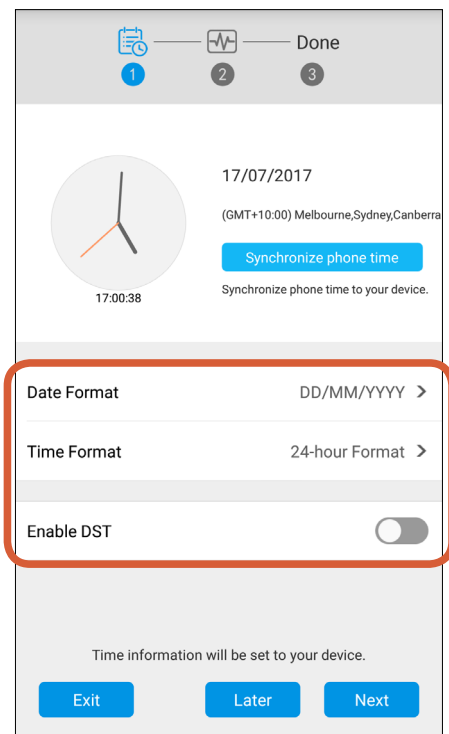 Done
1 2 3
17/07/2017
(GMT+10:00) Melbourne,Sydney,Canberra
Synchronize phone time
17:00:38
Synchronize phone time to your device.
Date Format DD/MM/YYYY >
Time Format 24-hour Format >
Enable DST
Time information will be set to your device.
Exit Later Next